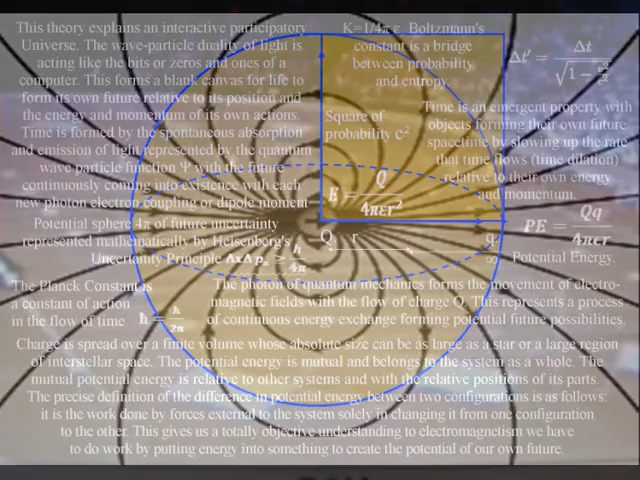 This theory explains an interactive participatory
Universe. The wave-particle duality of light is
acting like the bits or zeros and ones of a
computer. This forms a blank canvas for life to
form its own future relative to its position and
the energy and momentum of its own actions.
Time is formed by the spontaneous absorption
and emission of light represented by the quantum
wave particle function Ψ with the future
continuously coming into existence with each
new photon electron coupling or dipole moment
Potential sphere 4π of future uncertainty
represented mathematically by Heisenberg's
Uncertainty Principle ΔxΔpₓ ≥ h/4π
K=1/4π ε Boltzmann's
constant is a bridge
between probability
and entropy
Square of
probability c²
E = Q/4πεr²
Q r q
∞
Δt′ = Δt/√(1 − v²/c²)
Time is an emergent property with
objects forming their own future
spacetime by slowing up the rate
that time flows (time dilation)
relative to their own energy
and momentum.
PE = Qq/4πεr
Potential Energy.
The Planck Constant is
a constant of action
in the flow of time ħ = h/2π
The photon of quantum mechanics forms the movement of electro-
magnetic fields with the flow of charge Q. This represents a process
of continuous energy exchange forming potential future possibilities.
Charge is spread over a finite volume whose absolute size can be as large as a star or a large region
of interstellar space. The potential energy is mutual and belongs to the system as a whole. The
mutual potential energy is relative to other systems and with the relative positions of its parts.
The precise definition of the difference in potential energy between two configurations is as follows:
it is the work done by forces external to the system solely in changing it from one configuration
to the other. This gives us a totally objective understanding to electromagnetism we have
to do work by putting energy into something to create the potential of our own future.